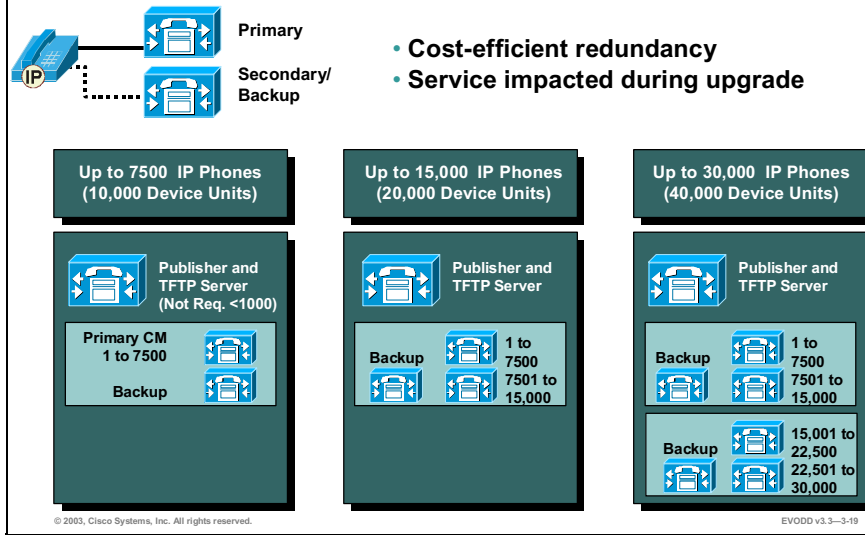 Primary
Secondary/
Backup
IP
• Cost-efficient redundancy
• Service impacted during upgrade
Up to 7500 IP Phones
(10,000 Device Units)
Publisher and
TFTP Server
(Not Req. <1000)
Primary CM
1 to 7500
Backup
Up to 15,000 IP Phones
(20,000 Device Units)
Publisher and
TFTP Server
Backup
1 to
7500
7501 to
15,000
Up to 30,000 IP Phones
(40,000 Device Units)
Publisher and
TFTP Server
Backup
1 to
7500
7501 to
15,000
Backup
15,001 to
22,500
22,501 to
30,000
© 2003, Cisco Systems, Inc. All rights reserved.
EVODD v3.3—3-19